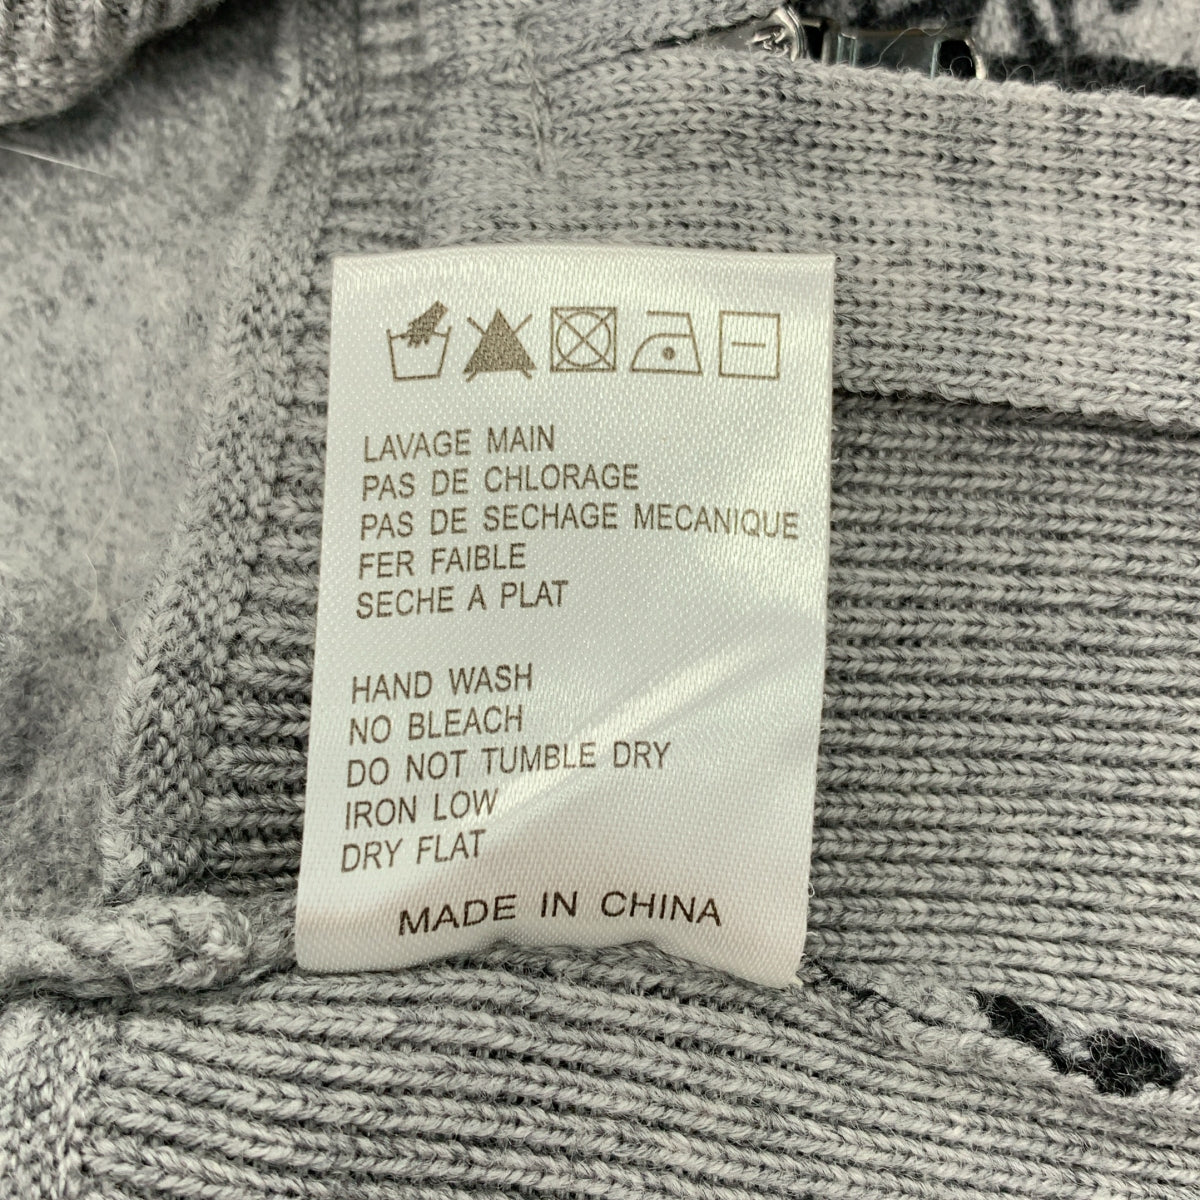 LAVAGE MAIN
PAS DE CHLORAGE
PAS DE SECHAGE MECANIQUE
FER FAIBLE
SECHE A PLAT
HAND WASH
NO BLEACH
DO NOT TUMBLE DRY
IRON LOW
DRY FLAT
MADE IN CHINA